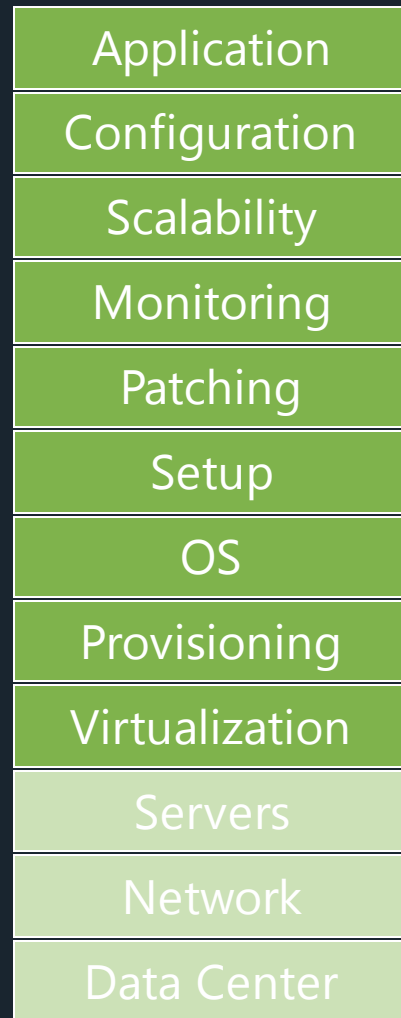 Application
Configuration
Scalability
Monitoring
Patching
Setup
OS
Provisioning
Virtualization
Servers
Network
Data Center